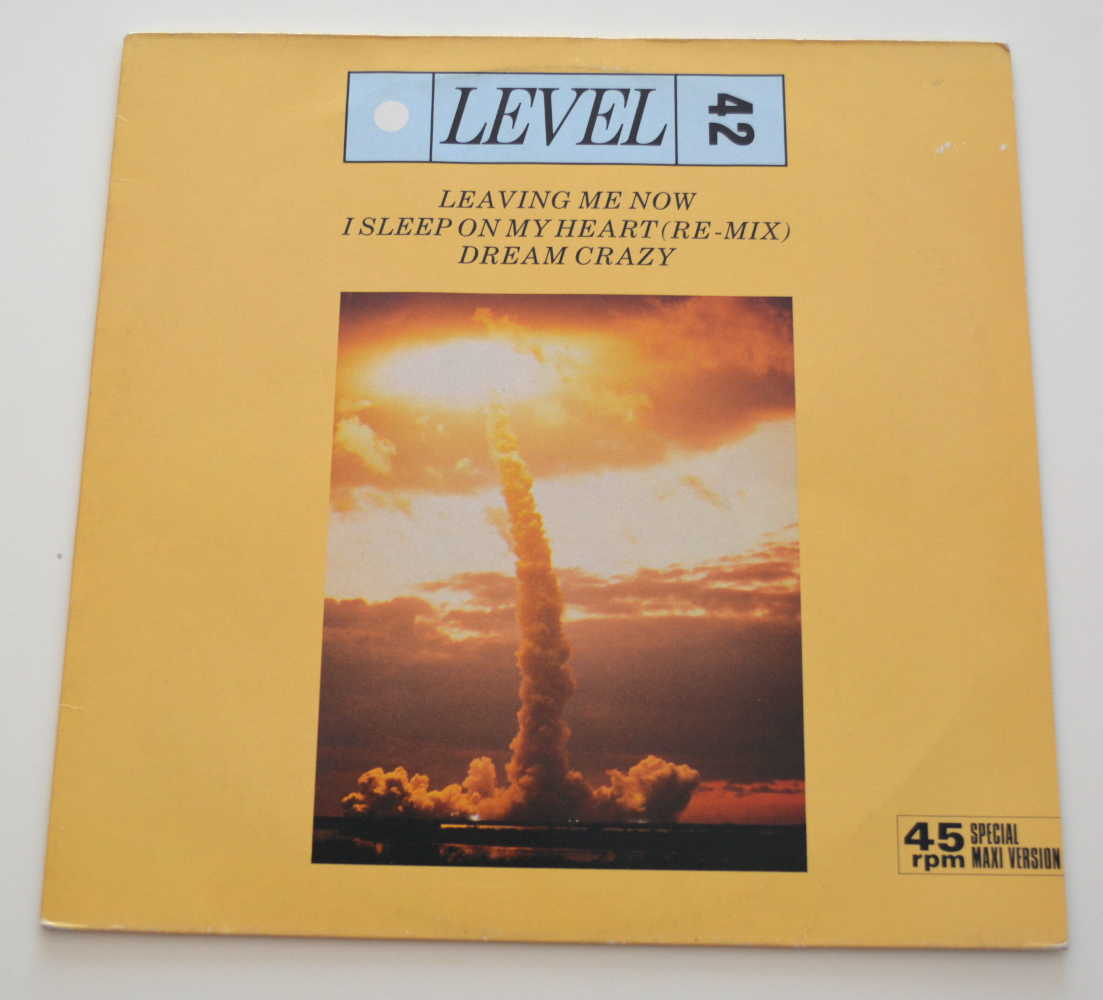 LEVEL 42
LEAVING ME NOW
I SLEEP ON MY HEART (RE-MIX)
DREAM CRAZY
45 rpm
SPECIAL
MAXI VERSION